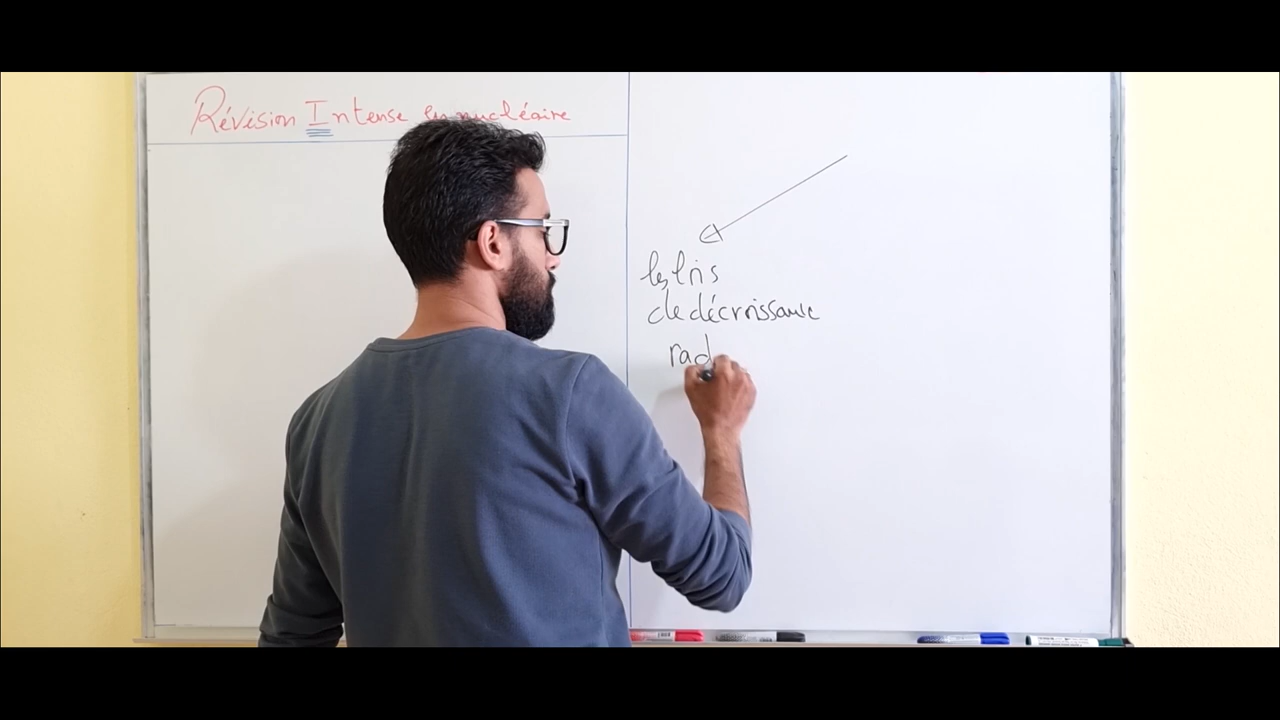 Révision Intense en nucléaire
les lois
de décroissance
rad